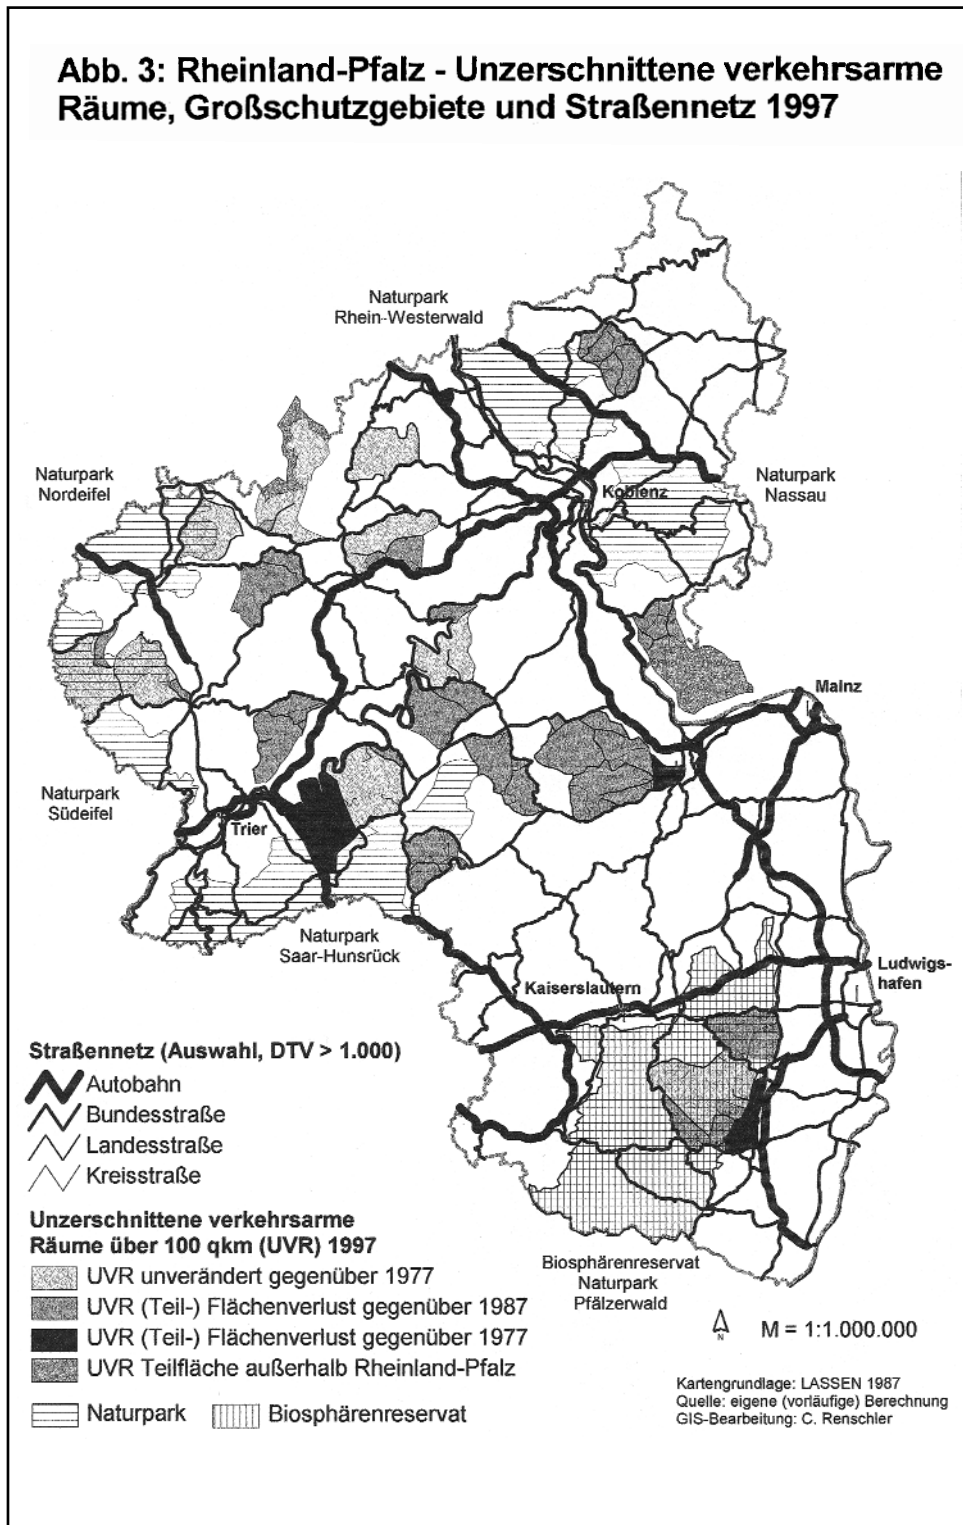 Abb. 3: Rheinland-Pfalz - Unzerschnittene verkehrsarme
Räume, Großschutzgebiete und Straßennetz 1997
Naturpark
Rhein-Westerwald
Naturpark
Nordeifel
Koblenz
Naturpark
Nassau
Mainz
Naturpark
Südeifel
Trier
Naturpark
Saar-Hunsrück
Kaiserslautern
Ludwigs-
hafen
Straßennetz (Auswahl, DTV > 1.000)
Autobahn
Bundesstraße
Landesstraße
Kreisstraße
Unzerschnittene verkehrsarme
Räume über 100 qkm (UVR) 1997
UVR unverändert gegenüber 1977
UVR (Teil-) Flächenverlust gegenüber 1987
UVR (Teil-) Flächenverlust gegenüber 1977
UVR Teilfläche außerhalb Rheinland-Pfalz
Naturpark
Biosphärenreservat
Biosphärenreservat
Naturpark
Pfälzerwald
N
M = 1:1.000.000
Kartengrundlage: LASSEN 1987
Quelle: eigene (vorläufige) Berechnung
GIS-Bearbeitung: C. Renschler